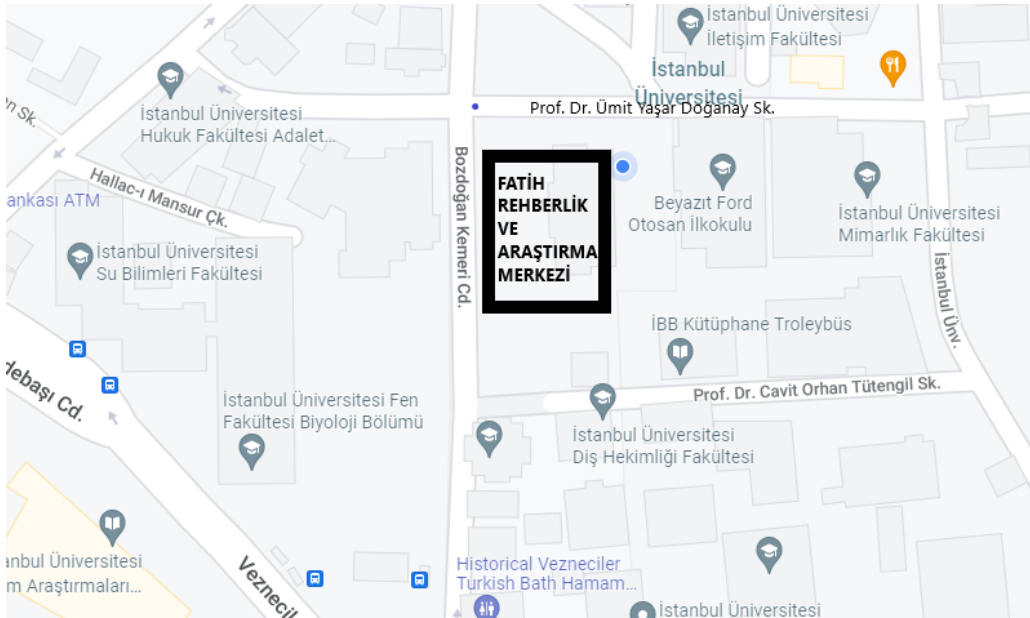 İstanbul Üniversitesi
İletişim Fakültesi
İstanbul
Üniversitesi
Prof. Dr. Ümit Yaşar Doğanay Sk.
İstanbul Üniversitesi
Hukuk Fakültesi Adalet...
Sk.
Hallac-ı Mansur Çk.
ankası ATM
Bozdoğan Kemeri Cd.
FATİH
REHBERLİK
VE
ARAŞTIRMA
MERKEZİ
Beyazıt Ford
Otosan İlkokulu
İstanbul Üniversitesi
Mimarlık Fakültesi
İstanbul Ünv.
İstanbul Üniversitesi
Su Bilimleri Fakültesi
İBB Kütüphane Troleybüs
debaşı Cd.
Prof. Dr. Cavit Orhan Tütengil Sk.
İstanbul Üniversitesi Fen
Fakültesi Biyoloji Bölümü
İstanbul Üniversitesi
Diş Hekimliği Fakültesi
anbul Üniversitesi
m Araştırmaları...
Veznecil
Historical Vezneciler
Turkish Bath Hamam...
İstanbul Üniversitesi